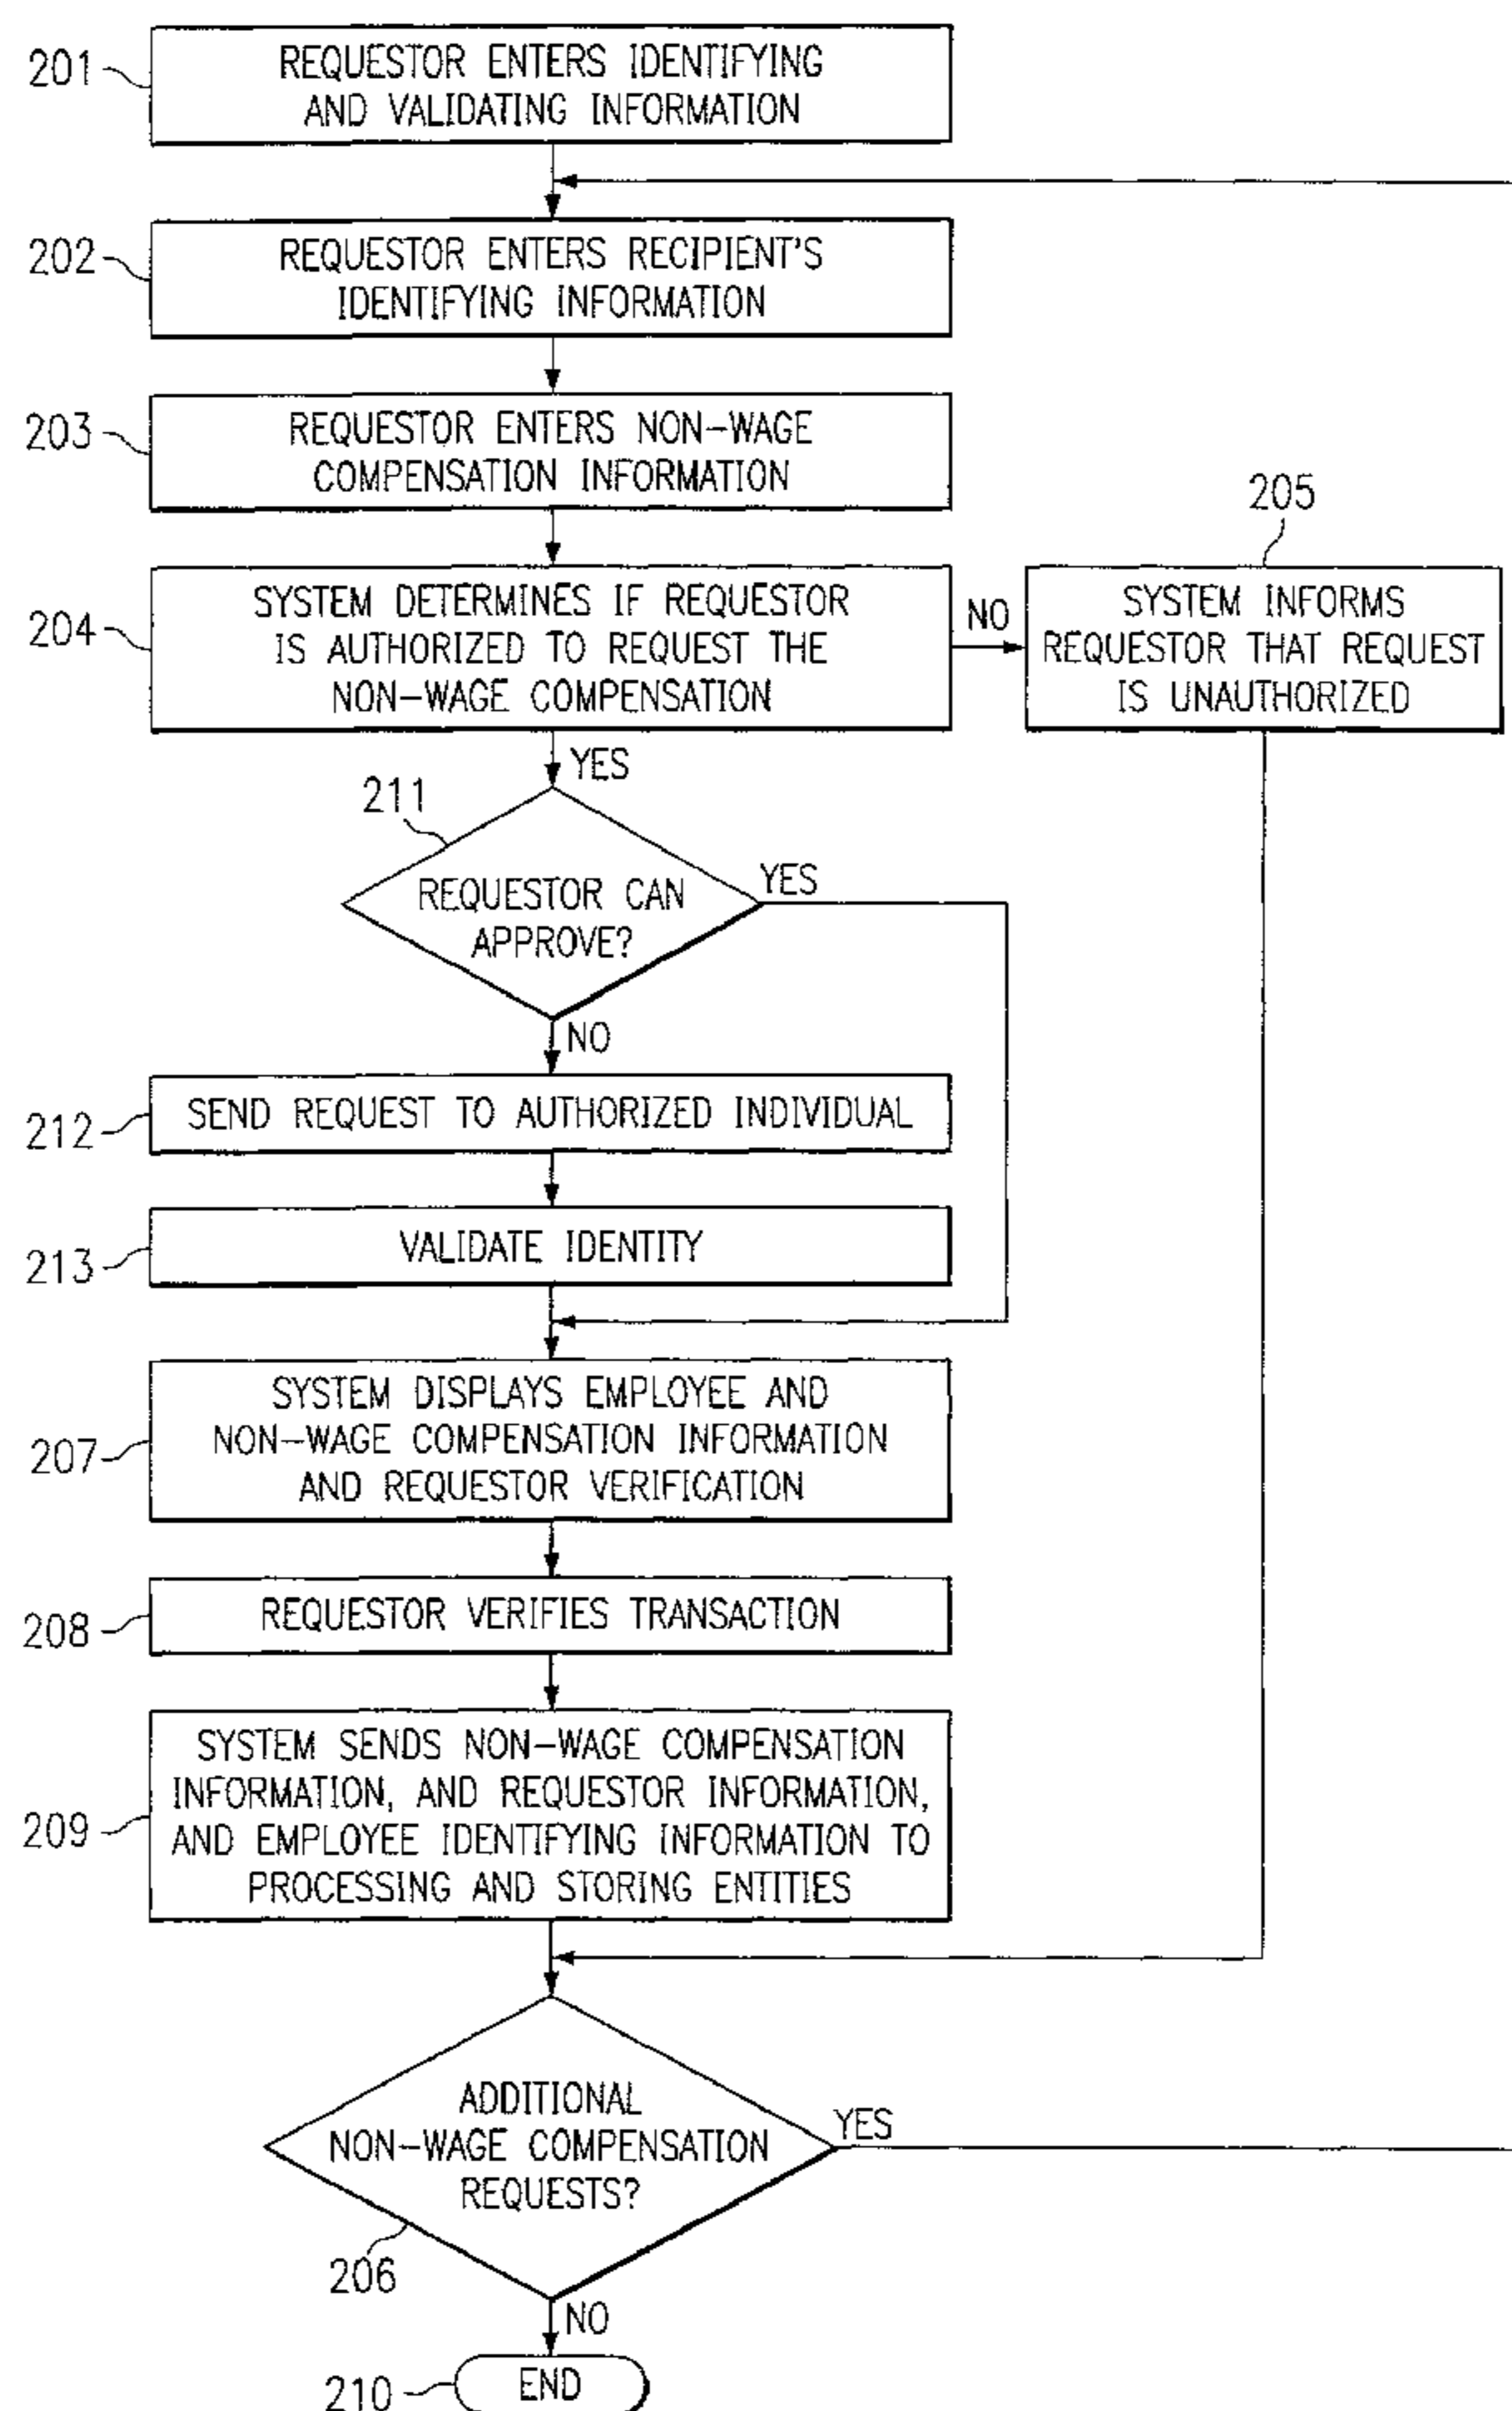 201
REQUESTOR ENTERS IDENTIFYING
AND VALIDATING INFORMATION
202
REQUESTOR ENTERS RECIPIENT'S
IDENTIFYING INFORMATION
203
REQUESTOR ENTERS NON-WAGE
COMPENSATION INFORMATION
204
SYSTEM DETERMINES IF REQUESTOR
IS AUTHORIZED TO REQUEST THE
NON-WAGE COMPENSATION
NO
205
SYSTEM INFORMS
REQUESTOR THAT REQUEST
IS UNAUTHORIZED
YES
211
REQUESTOR CAN
APPROVE?
YES
NO
212
SEND REQUEST TO AUTHORIZED INDIVIDUAL
213
VALIDATE IDENTITY
207
SYSTEM DISPLAYS EMPLOYEE AND
NON-WAGE COMPENSATION INFORMATION
AND REQUESTOR VERIFICATION
208
REQUESTOR VERIFIES TRANSACTION
209
SYSTEM SENDS NON-WAGE COMPENSATION
INFORMATION, AND REQUESTOR INFORMATION,
AND EMPLOYEE IDENTIFYING INFORMATION TO
PROCESSING AND STORING ENTITIES
ADDITIONAL
NON-WAGE COMPENSATION
REQUESTS?
YES
206
NO
210
END